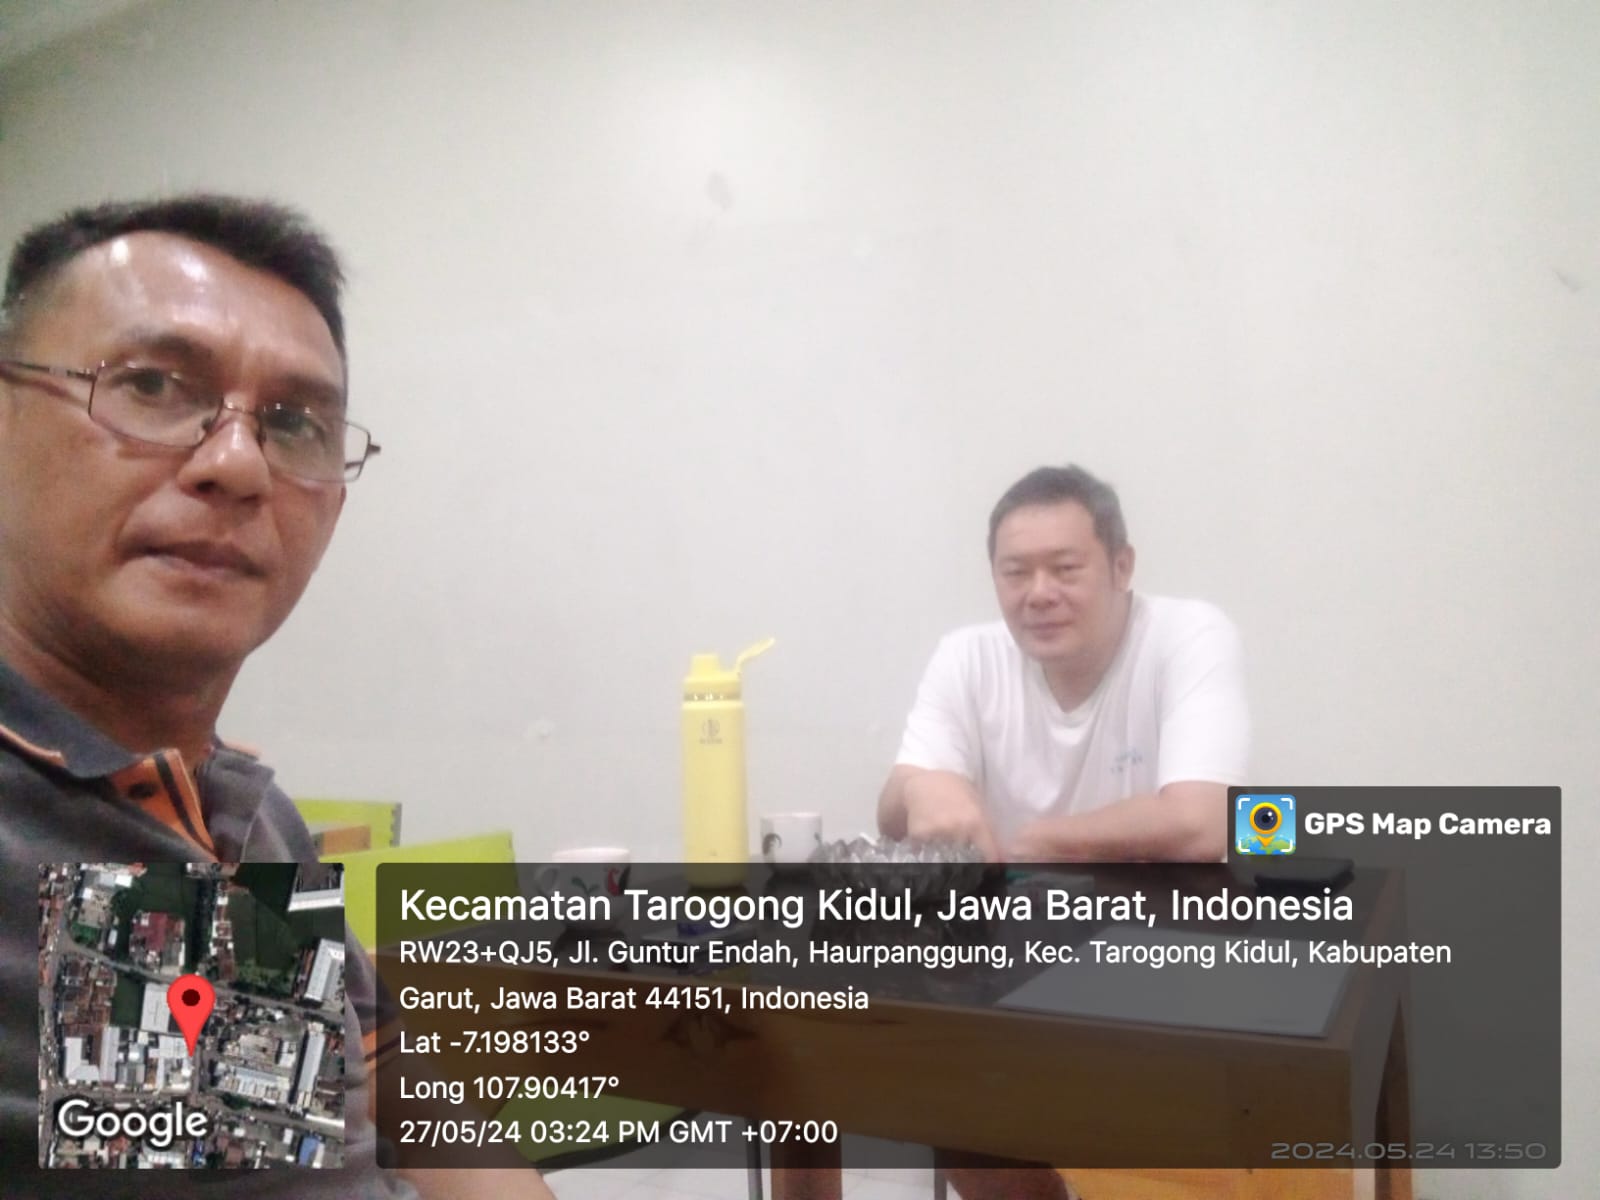 GPS Map Camera
Kecamatan Tarogong Kidul, Jawa Barat, Indonesia
RW23+QJ5, Jl. Guntur Endah, Haurpanggung, Kec. Tarogong Kidul, Kabupaten
Garut, Jawa Barat 44151, Indonesia
Lat -7.198133°
Long 107.90417°
27/05/24 03:24 PM GMT +07:00
Google
2024.05.24 13:50